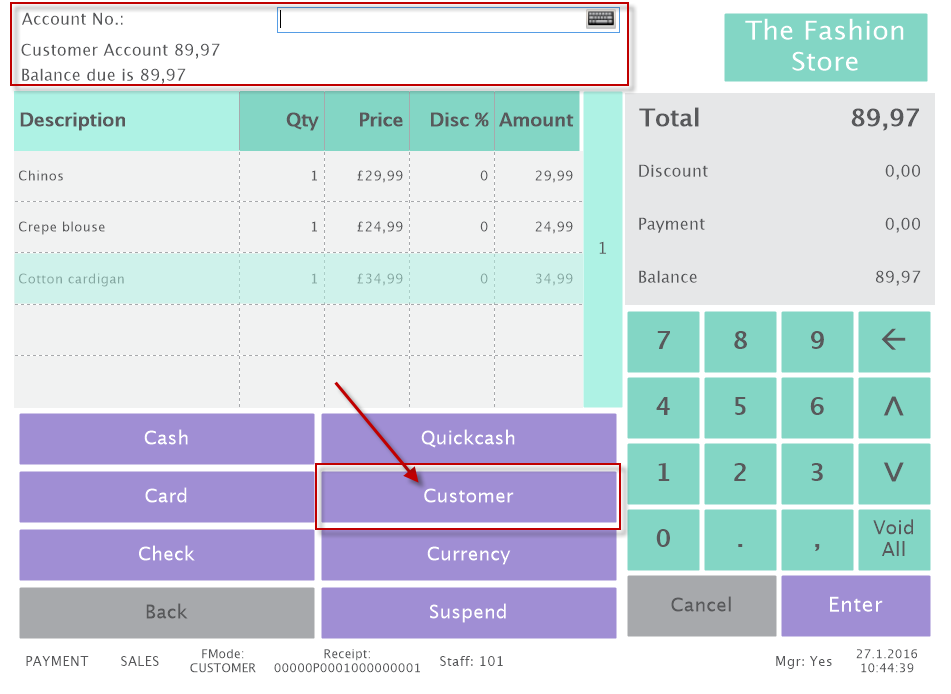 Account No.:
Customer Account 89,97
Balance due is 89,97
The Fashion
Store
Description Qty Price Disc % Amount
Chinos 1 £29,99 0 29,99
Crepe blouse 1 £24,99 0 24,99
Cotton cardigan 1 £34,99 0 34,99
1
Total 89,97
Discount 0,00
Payment 0,00
Balance 89,97
7 8 9 ←
4 5 6 Λ
1 2 3 V
0 . , Void
All
Cash Quickcash
Card Customer
Check Currency
Back Suspend
Cancel Enter
PAYMENT SALES
FMode:
CUSTOMER
Receipt:
00000P0001000000001
Staff: 101
Mgr: Yes
27.1.2016
10:44:39